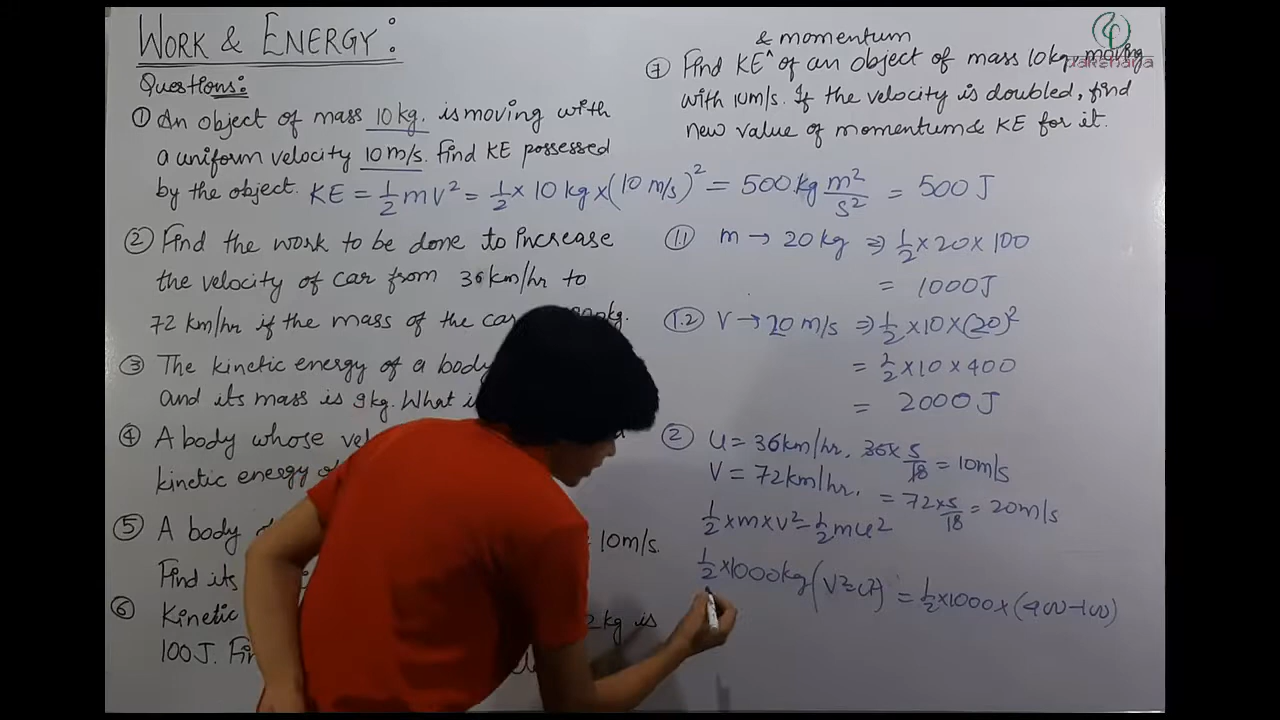 WORK & ENERGY:
Questions:
① An object of mass 10kg. is moving with
a uniform velocity 10m/s. Find KE possessed
by the object. KE = 1/2 m v² = 1/2 × 10 kg × (10 m/s)² = 500 kg m²/s² = 500 J
② Find the work to be done to increase
the velocity of car from 36km/hr to
72 km/hr if the mass of the car kg.
③ The kinetic energy of a body
and its mass is 9kg. What
④ A body whose
kinetic energy
⑤ A body 10m/s.
Find its
⑥ Kinetic kg is
100J.
& momentum
⑦ Find KE^ of an object of mass 10kg moving
with 10m/s. If the velocity is doubled, find
new value of momentum & KE for it.
1.1 m → 20 kg ⇒ 1/2 × 20 × 100
= 1000J
1.2 V → 20 m/s ⇒ 1/2 × 10 × (20)²
= 1/2 × 10 × 400
= 2000 J
② U = 36km/hr. 36 × 5/18 = 10m/s
V = 72km/hr. = 72 × 5/18 = 20m/s
1/2 × m × v² – 1/2 m u²
1/2 × 1000kg (V² – U²) = 1/2 × 1000 × (400 – 100)